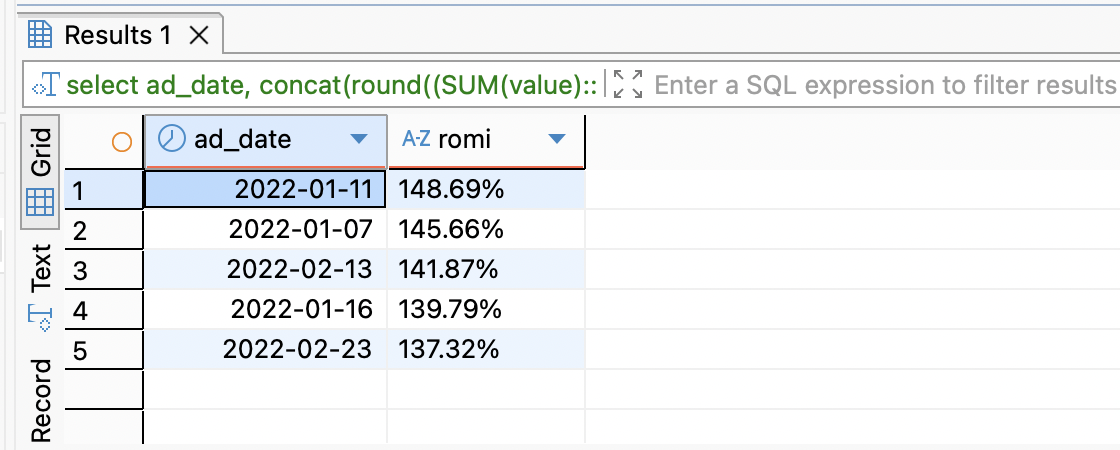 Results 1
select ad_date, concat(round((SUM(value)::
Enter a SQL expression to filter results
Grid
Text
Record
ad_date A-Z romi
1 2022-01-11 148.69%
2 2022-01-07 145.66%
3 2022-02-13 141.87%
4 2022-01-16 139.79%
5 2022-02-23 137.32%